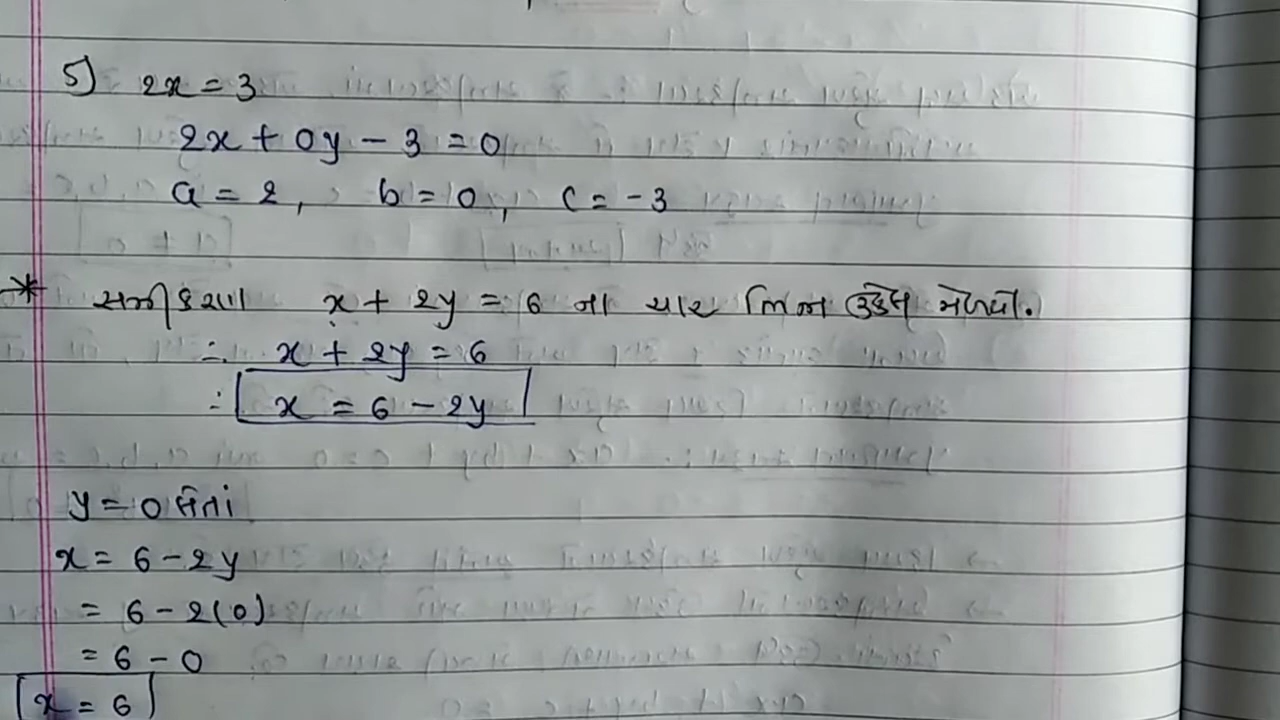 5) 2x = 3
2x + 0y - 3 = 0
a = 2, b = 0, c = -3
* સમીકરણ x + 2y = 6 ના ચાર ભિન્ન ઉકેલ મેળવો.
∴ x + 2y = 6
∴ x = 6 - 2y
y = 0 લેતાં
x = 6 - 2y
= 6 - 2(0)
= 6 - 0
x = 6